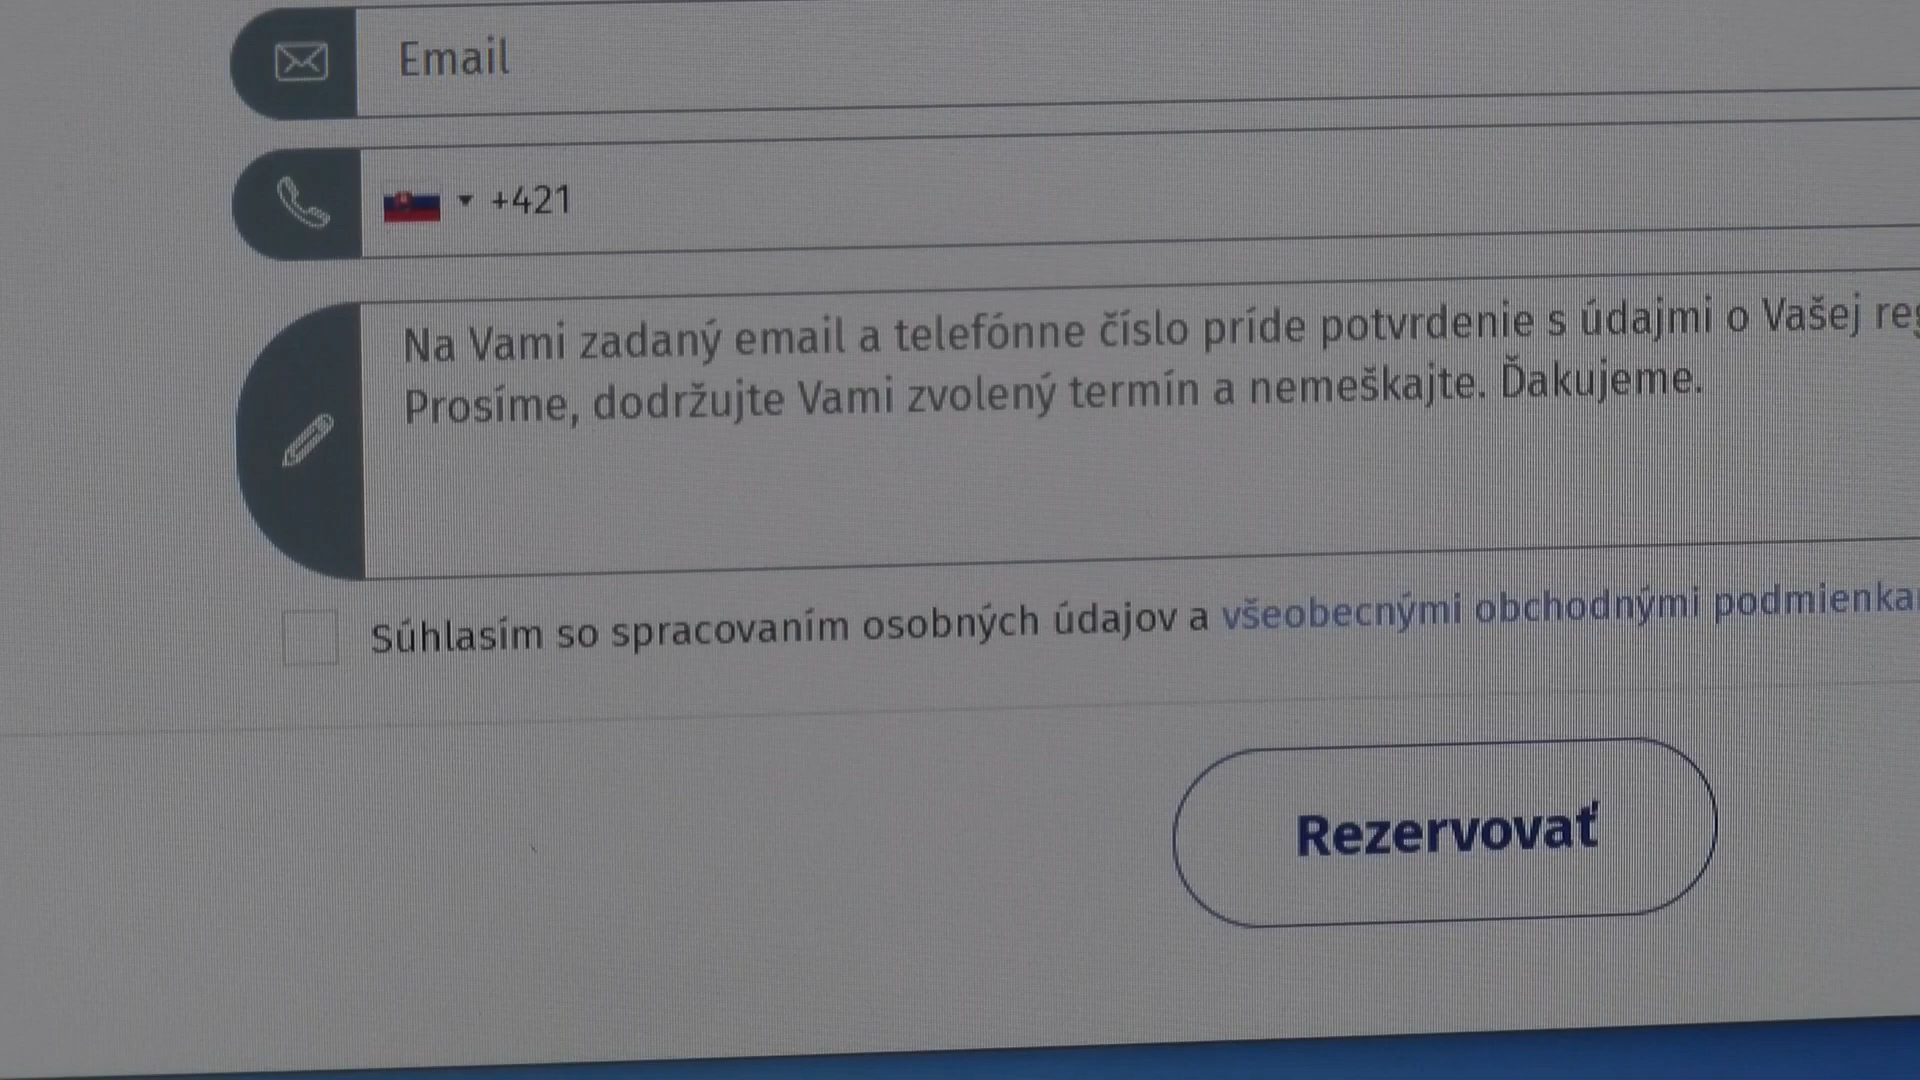 Email
+421
Na Vami zadaný email a telefónne číslo príde potvrdenie s údajmi o Vašej
Prosíme, dodržujte Vami zvolený termín a nemeškajte. Ďakujeme.
Súhlasím so spracovaním osobných údajov a všeobecnými obchodnými
Rezervovať